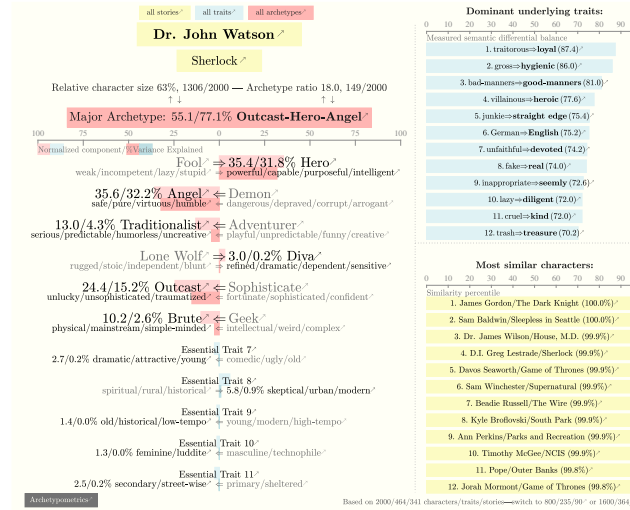 all stories↗ all traits↗ all archetypes↗
Dr. John Watson↗
Sherlock↗
Relative character size 63%, 1306/2000 — Archetype ratio 18.0, 149/2000
↑ ↓ ↑ ↓
Major Archetype: 55.1/77.1% Outcast-Hero-Angel↗
100 50 0 50 100
Normalized component/%Variance Explained
Fool↗ ⇒ 35.4/31.8% Hero↗
weak/incompetent/lazy/stupid↗ ⇒ powerful/capable/purposeful/intelligent↗
35.6/32.2% Angel↗ ⇐ Demon↗
safe/pure/virtuous/humble↗ ⇐ dangerous/depraved/corrupt/arrogant↗
13.0/4.3% Traditionalist↗ ⇐ Adventurer↗
serious/predictable/humorless/uncreative↗ ⇐ playful/unpredictable/funny/creative↗
Lone Wolf↗ ⇒ 3.0/0.2% Diva↗
rugged/stoic/independent/blunt↗ ⇒ refined/dramatic/dependent/sensitive↗
24.4/15.2% Outcast↗ ⇐ Sophisticate↗
unlucky/unsophisticated/traumatized↗ ⇐ fortunate/sophisticated/confident↗
10.2/2.6% Brute↗ ⇐ Geek↗
physical/mainstream/simple-minded↗ ⇐ intellectual/weird/complex↗
Essential Trait 7↗
2.7/0.2% dramatic/attractive/young↗ ⇐ comedic/ugly/old↗
Essential Trait 8↗
spiritual/rural/historical↗ ⇒ 5.8/0.9% skeptical/urban/modern↗
Essential Trait 9↗
1.4/0.0% old/historical/low-tempo↗ ⇐ young/modern/high-tempo↗
Essential Trait 10↗
1.3/0.0% feminine/luddite↗ ⇐ masculine/technophile↗
Essential Trait 11↗
2.5/0.2% secondary/street-wise↗ ⇐ primary/sheltered↗
Archetypometrics↗
Dominant underlying traits:
0 10 20 30 40 50 60 70 80 90
Measured semantic differential balance
1. traitorous⇒loyal (87.4)↗
2. gross⇒hygienic (86.0)↗
3. bad-manners⇒good-manners (81.0)↗
4. villainous⇒heroic (77.6)↗
5. junkie⇒straight edge (75.4)↗
6. German⇒English (75.2)↗
7. unfaithful⇒devoted (74.2)↗
8. fake⇒real (74.0)↗
9. inappropriate⇒seemly (72.6)↗
10. lazy⇒diligent (72.0)↗
11. cruel⇒kind (72.0)↗
12. trash⇒treasure (70.2)↗
Most similar characters:
0 10 20 30 40 50 60 70 80 90
Similarity percentile
1. James Gordon/The Dark Knight (100.0%)↗
2. Sam Baldwin/Sleepless in Seattle (100.0%)↗
3. Dr. James Wilson/House, M.D. (99.9%)↗
4. D.I. Greg Lestrade/Sherlock (99.9%)↗
5. Davos Seaworth/Game of Thrones (99.9%)↗
6. Sam Winchester/Supernatural (99.9%)↗
7. Beadie Russell/The Wire (99.9%)↗
8. Kyle Broflovski/South Park (99.9%)↗
9. Ann Perkins/Parks and Recreation (99.9%)↗
10. Timothy McGee/NCIS (99.9%)↗
11. Pope/Outer Banks (99.8%)↗
12. Jorah Mormont/Game of Thrones (99.8%)↗
Based on 2000/464/341 characters/traits/stories—switch to 800/235/90↗ or 1600/364